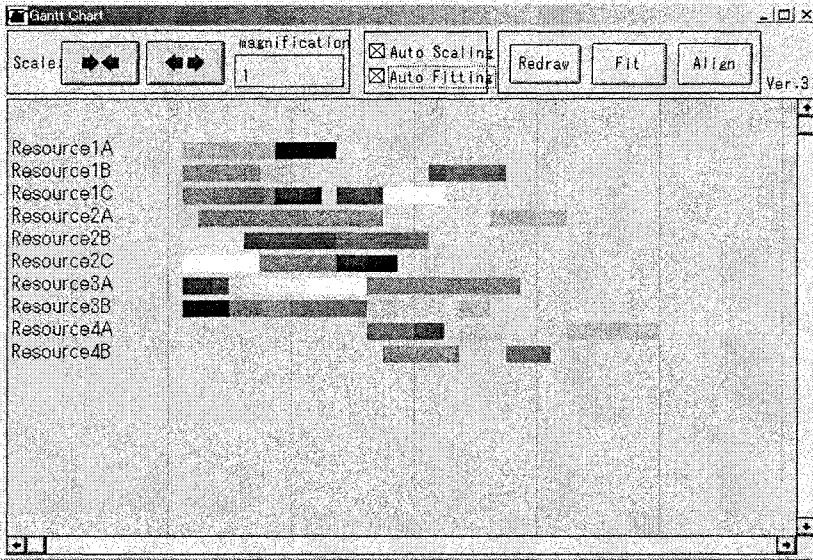 Gantt Chart
Scale:
magnification
1
Auto Scaling
Auto Fitting
Redraw
Fit
Align
Ver.3
Resource1A
Resource1B
Resource1C
Resource2A
Resource2B
Resource2C
Resource3A
Resource3B
Resource4A
Resource4B